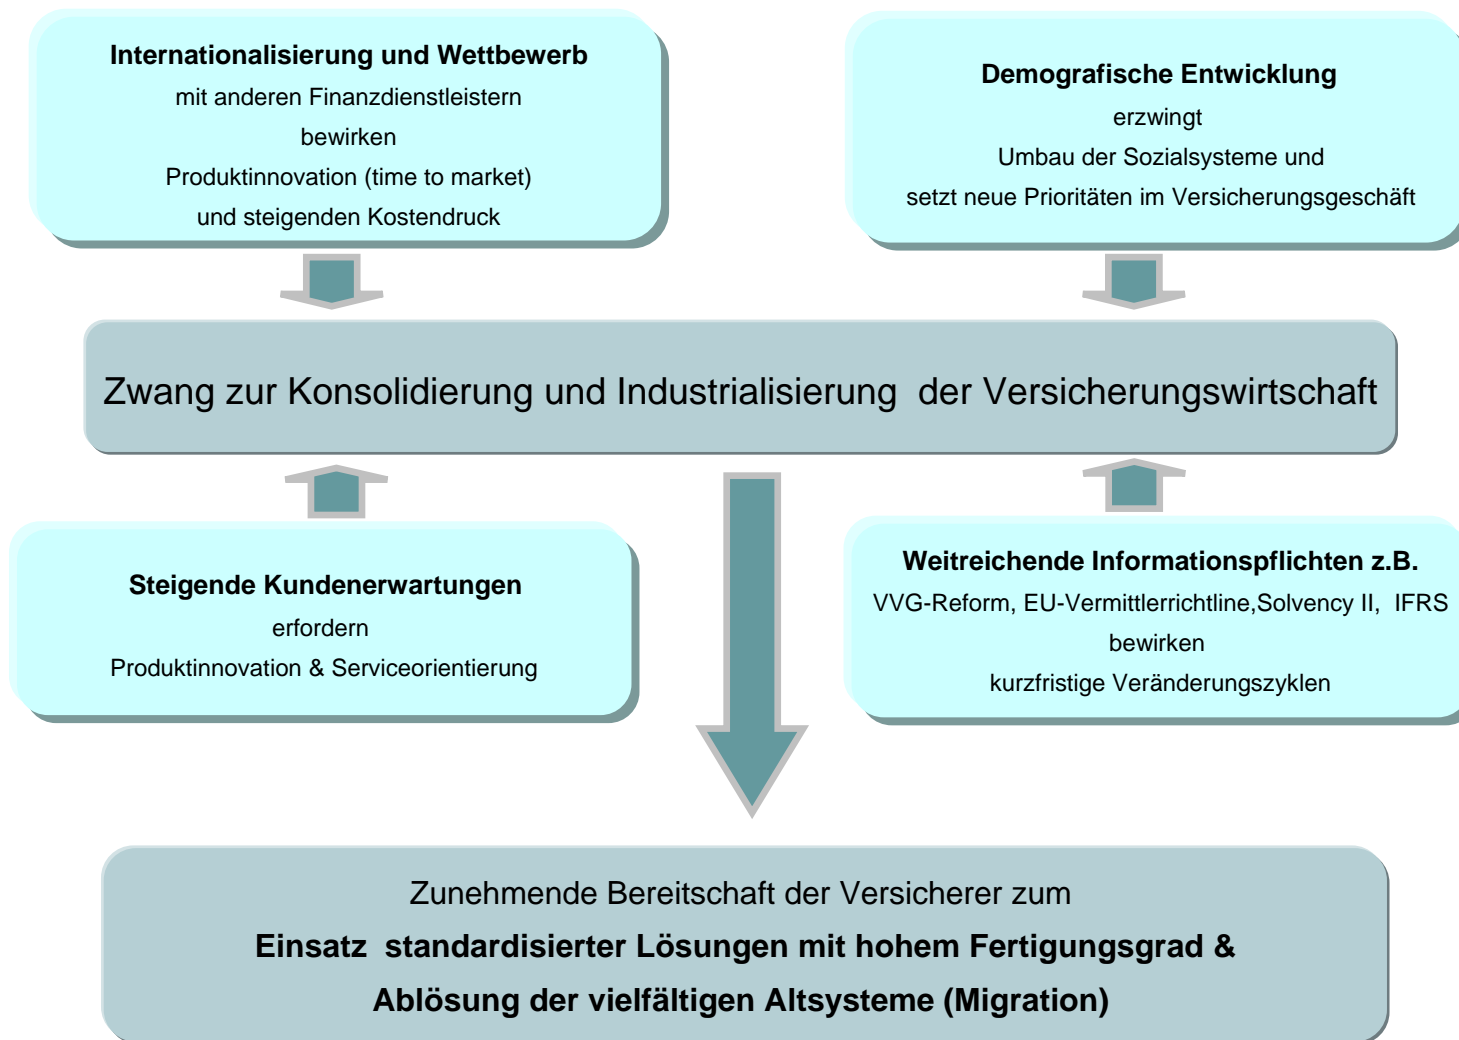 Internationalisierung und Wettbewerb
mit anderen Finanzdienstleistern
bewirken
Produktinnovation (time to market)
und steigenden Kostendruck
Demografische Entwicklung
erzwingt
Umbau der Sozialsysteme und
setzt neue Prioritäten im Versicherungsgeschäft
Zwang zur Konsolidierung und Industrialisierung der Versicherungswirtschaft
Steigende Kundenerwartungen
erfordern
Produktinnovation & Serviceorientierung
Weitreichende Informationspflichten z.B.
VVG-Reform, EU-Vermittlerrichtline,Solvency II, IFRS
bewirken
kurzfristige Veränderungszyklen
Zunehmende Bereitschaft der Versicherer zum
Einsatz standardisierter Lösungen mit hohem Fertigungsgrad &
Ablösung der vielfältigen Altsysteme (Migration)